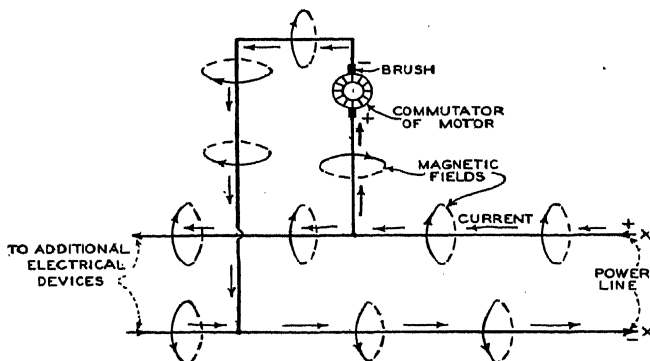 −
BRUSH
COMMUTATOR
OF MOTOR
+
MAGNETIC
FIELDS
CURRENT
+
X
TO ADDITIONAL
ELECTRICAL
DEVICES
POWER
LINE
X
−